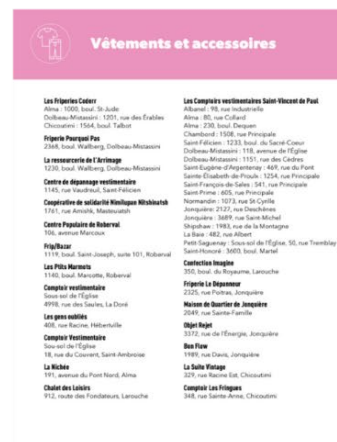 Vêtements et accessoires
Les Friperies Coderr
Alma : 1000, boul. St-Jude
Dolbeau-Mistassini : 1201, rue des Érables
Chicoutimi : 1564, boul. Talbot
Friperie Pourquoi Pas
2368, boul. Wallberg, Dolbeau-Mistassini
La ressourcerie de l'Arrimage
1230, boul. Wallberg, Dolbeau-Mistassini
Centre de dépannage vestimentaire
1145, rue Vaudreuil, Saint-Félicien
Coopérative de solidarité Nimilupan Nitshinatsh
1761, rue Amishk, Mashteuiatsh
Centre Populaire de Roberval
106, avenue Marcoux
Frip/Bazar
1119, boul. Saint-Joseph, suite 101, Roberval
Les Ptits Marmots
1140, boul. Marcotte, Roberval
Comptoir vestimentaire
Sous-sol de l'Église
4998, rue des Saules, La Doré
Les gens oubliés
408, rue Racine, Hébertville
Comptoir Vestimentaire
Sou-sol de l'Église
18, rue du Couvent, Saint-Ambroise
La Nichée
191, avenue du Pont Nord, Alma
Chalet des Loisirs
912, route des Fondateurs, Larouche
Les Comptoirs vestimentaires Saint-Vincent de Paul
Albanel : 98, rue Industrielle
Alma : 80, rue Collard
Alma : 230, boul. Dequen
Chambord : 1508, rue Principale
Saint-Félicien : 1233, boul. du Sacré-Coeur
Dolbeau-Mistassini : 118, avenue de l'Église
Dolbeau-Mistassini : 1151, rue des Cèdres
Saint-Eugène d'Argentenay : 469, rue du Pont
Sainte-Élisabeth-de-Proulx : 1254, rue Principale
Saint-François-de-Sales : 541, rue Principale
Saint-Prime : 605, rue Principale
Normandin : 1073, rue St-Cyrille
Jonquière : 2127, rue Deschênes
Jonquière : 3689, rue Saint-Michel
Shipshaw : 1983, rue de la Montagne
La Baie : 482, rue Albert
Petit-Saguenay : Sous-sol de l'Église, 50, rue Tremblay
Saint-Honoré : 3600, boul. Martel
Confection Imagine
350, boul. du Royaume, Larouche
Friperie Le Dépanneur
2325, rue Poitras, Jonquière
Maison de Quartier de Jonquière
2049, rue Sainte-Famille
Objet Rejet
3372, rue de l'Énergie, Jonquière
Ben Flaw
1989, rue Davis, Jonquière
La Suite Vintage
329, rue Racine Est, Chicoutimi
Comptoir Les Fringues
348, rue Sainte-Anne, Chicoutimi